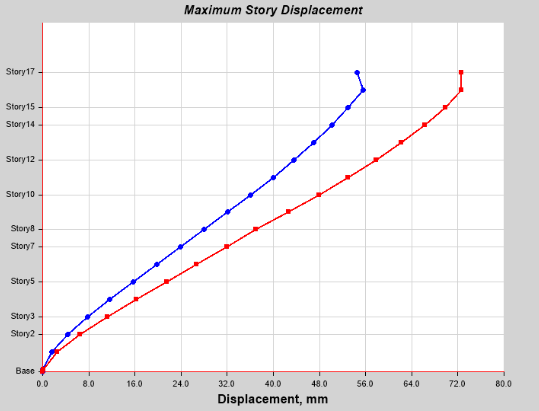 Maximum Story Displacement
Story17
Story15
Story14
Story12
Story10
Story8
Story7
Story5
Story3
Story2
Base
0.0 8.0 16.0 24.0 32.0 40.0 48.0 56.0 64.0 72.0 80.0
Displacement, mm